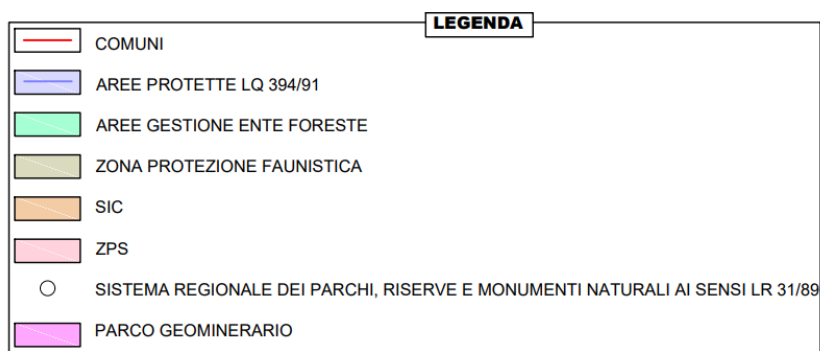 LEGENDA
COMUNI
AREE PROTETTE LQ 394/91
AREE GESTIONE ENTE FORESTE
ZONA PROTEZIONE FAUNISTICA
SIC
ZPS
SISTEMA REGIONALE DEI PARCHI, RISERVE E MONUMENTI NATURALI AI SENSI LR 31/89
PARCO GEOMINERARIO